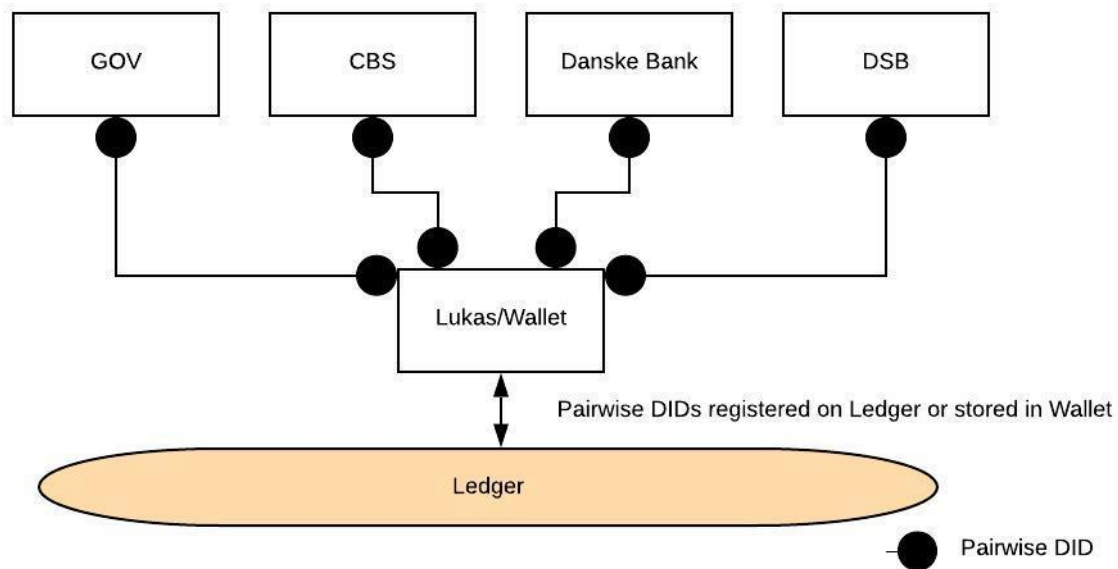 GOV
CBS
Danske Bank
DSB
Lukas/Wallet
Pairwise DIDs registered on Ledger or stored in Wallet
Ledger
Pairwise DID